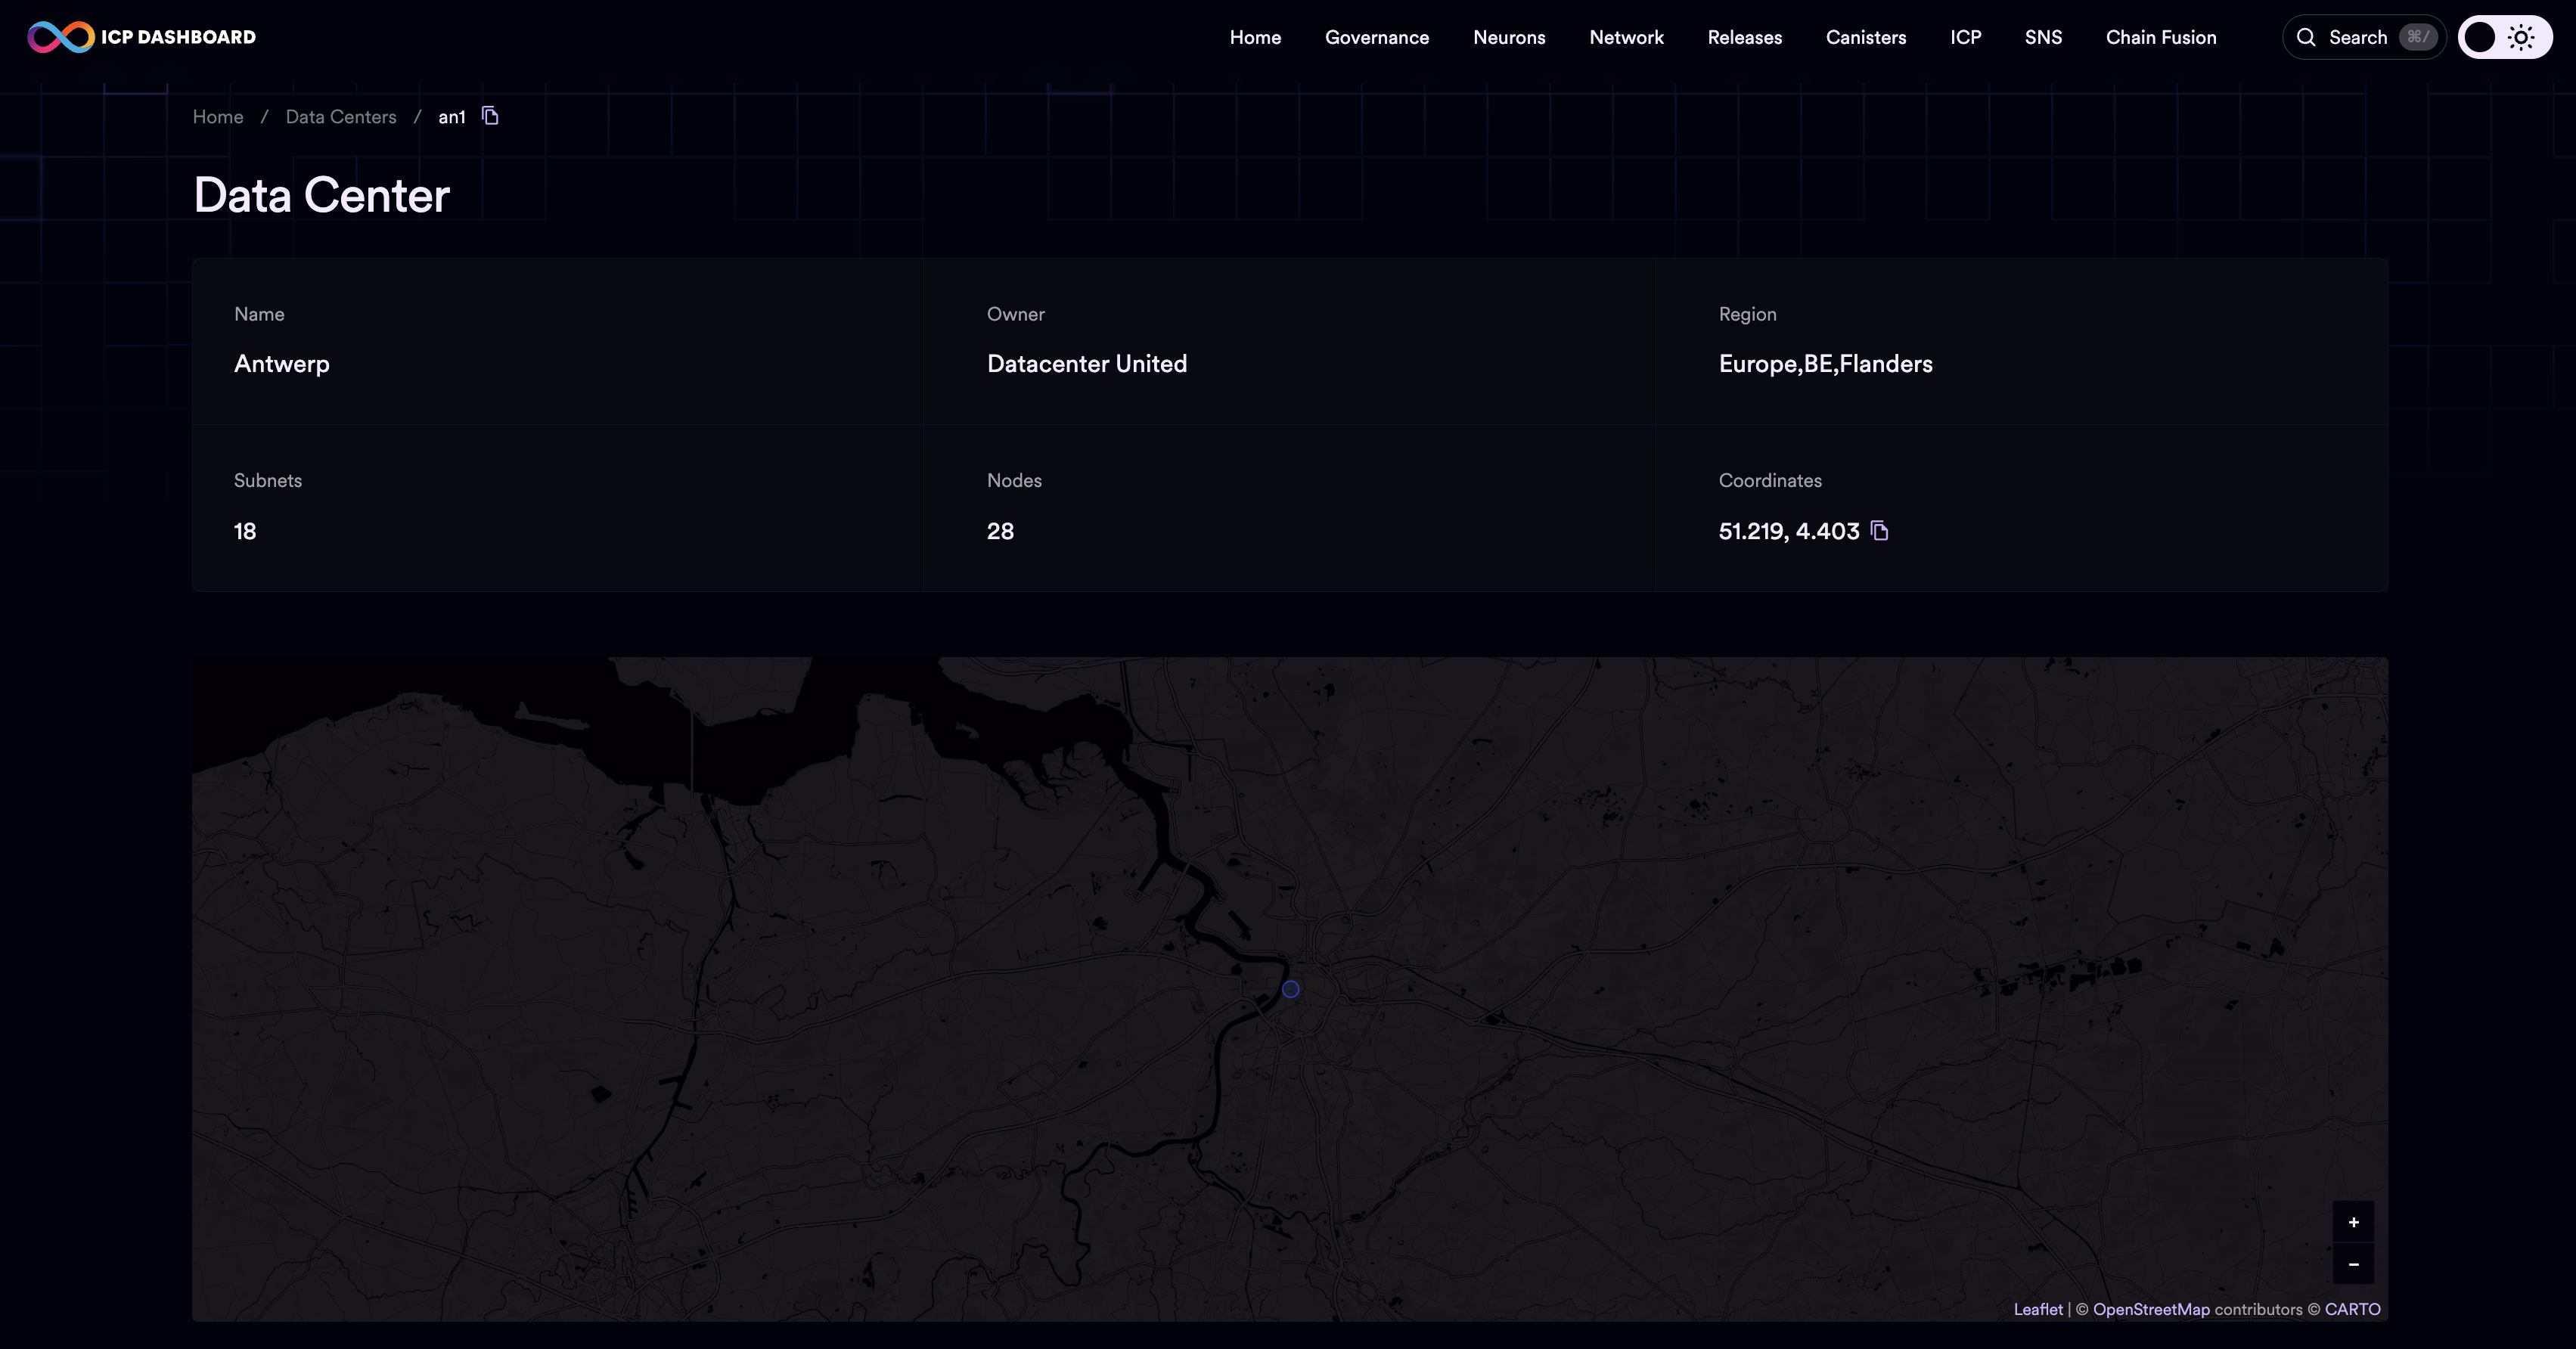 ICP DASHBOARD
Home Governance Neurons Network Releases Canisters ICP SNS Chain Fusion Search ⌘/
Home / Data Centers / an1
Data Center
Name Owner Region
Antwerp Datacenter United Europe,BE,Flanders
Subnets Nodes Coordinates
18 28 51.219, 4.403
+
−
Leaflet | © OpenStreetMap contributors © CARTO